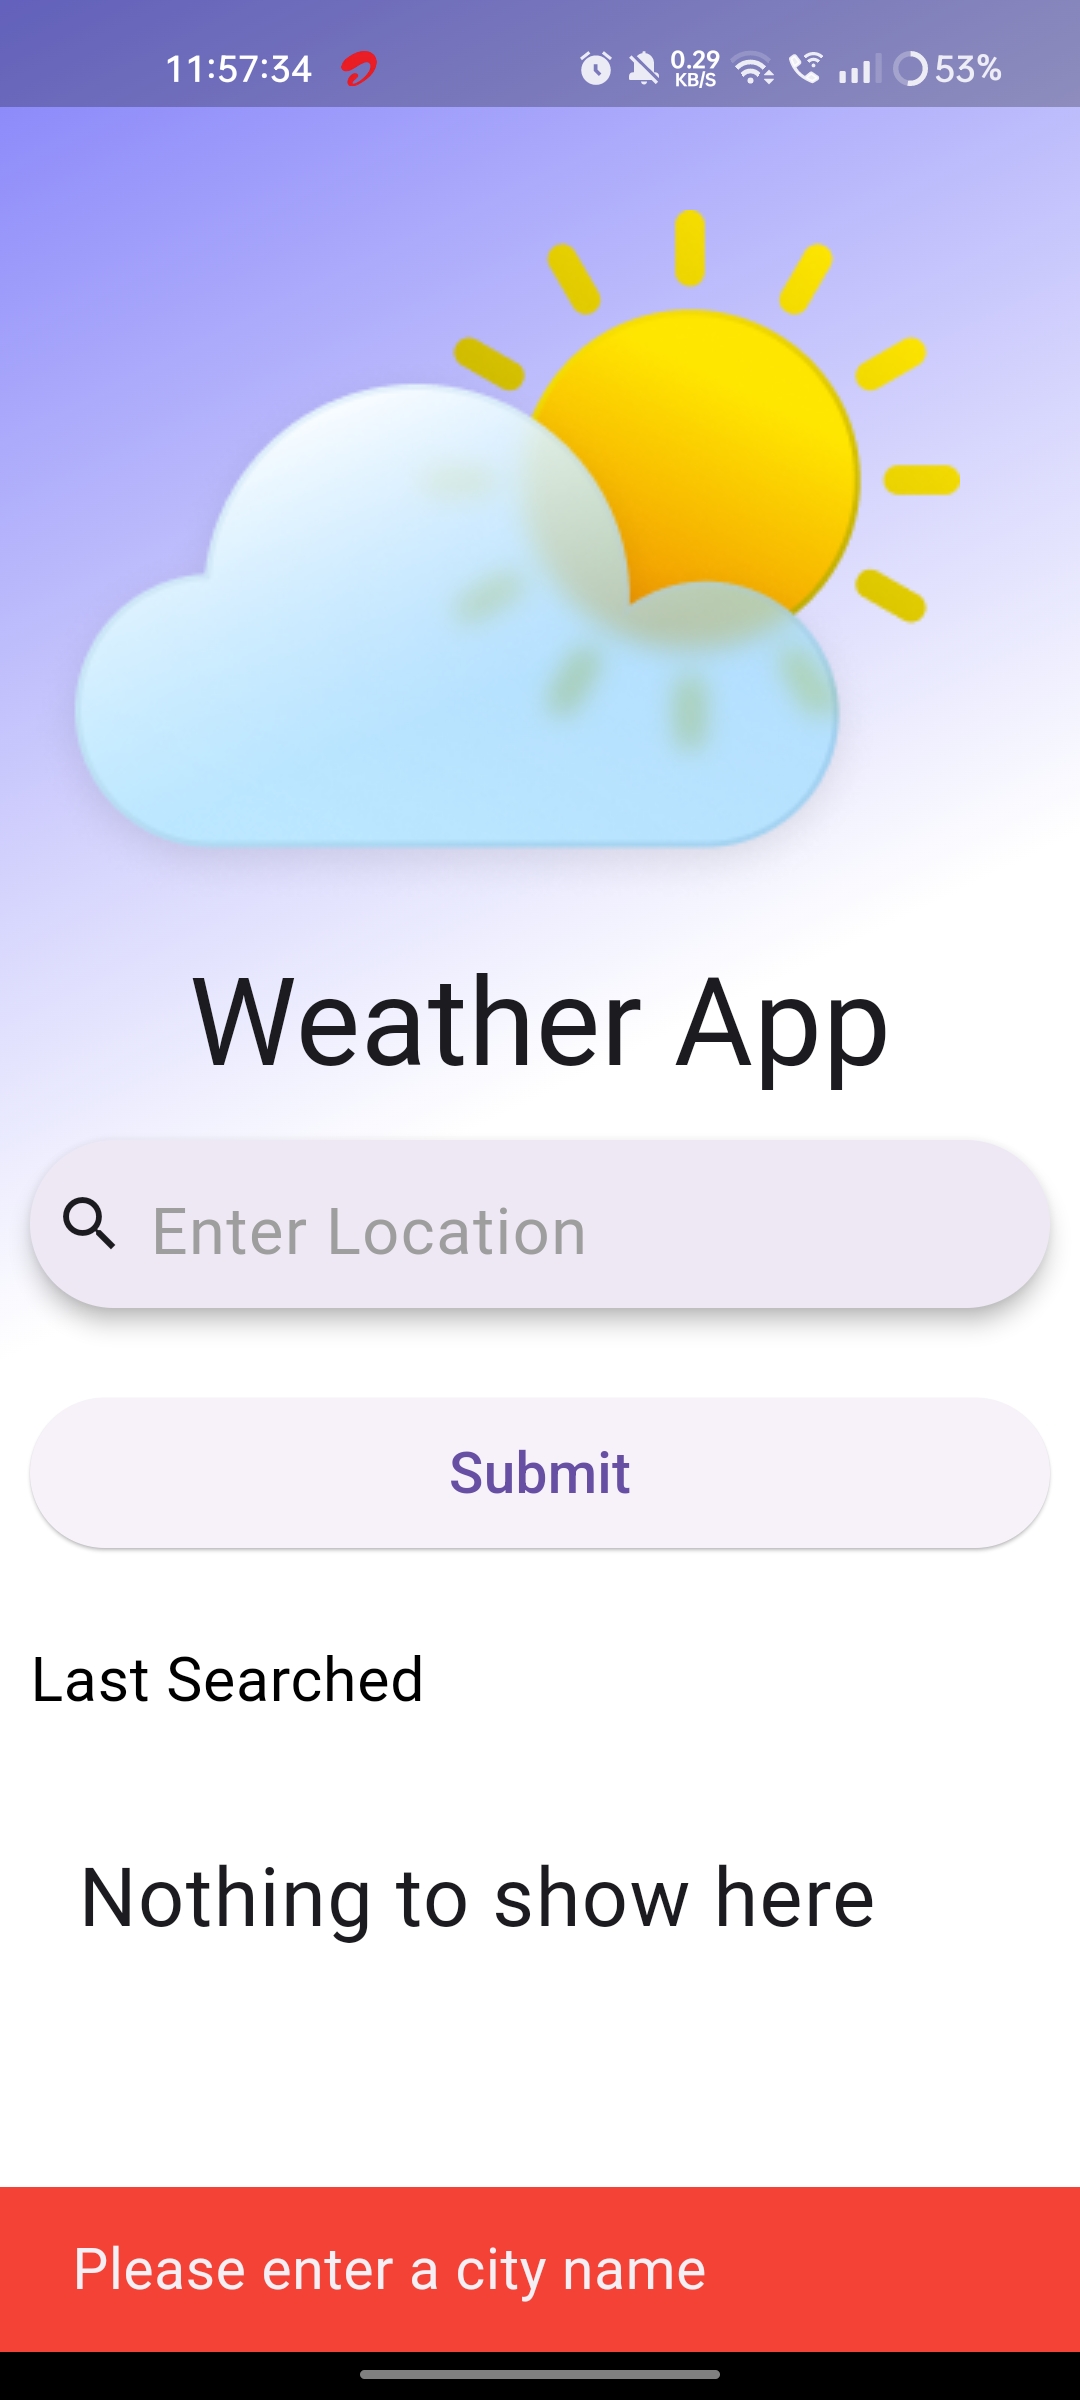 11:57:34 0.29 KB/S 53%
Weather App
Enter Location
Submit
Last Searched
Nothing to show here
Please enter a city name